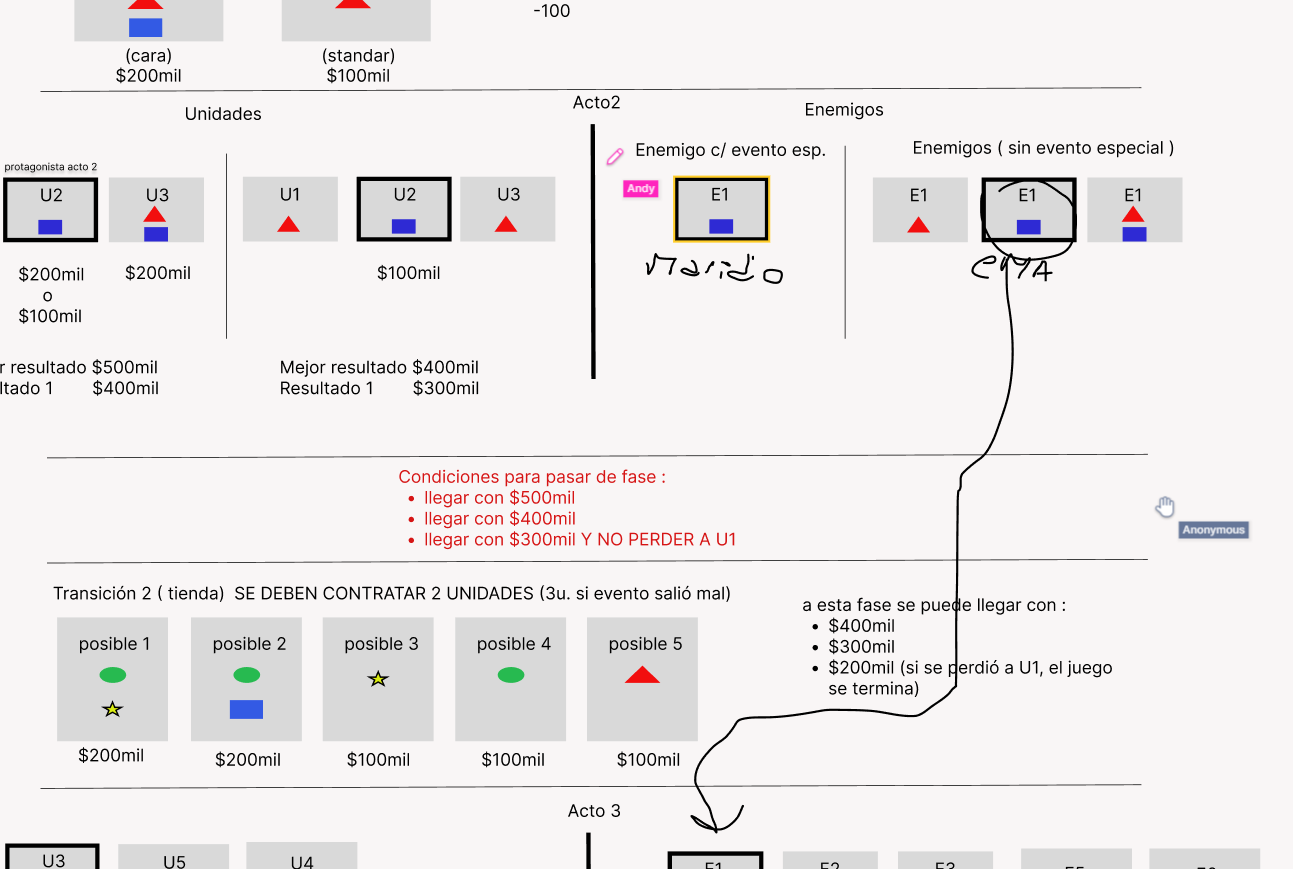 -100
(cara)
$200mil
(standar)
$100mil
Acto2
Unidades
Enemigos
protagonista acto 2
U2
U3
$200mil
o
$100mil
$200mil
U1
U2
U3
$100mil
Enemigo c/ evento esp.
Andy
E1
Marido
Enemigos ( sin evento especial )
E1
E1
E1
EMA
r resultado $500mil
ltado 1 $400mil
Mejor resultado $400mil
Resultado 1 $300mil
Condiciones para pasar de fase :
• llegar con $500mil
• llegar con $400mil
• llegar con $300mil Y NO PERDER A U1
Anonymous
Transición 2 ( tienda) SE DEBEN CONTRATAR 2 UNIDADES (3u. si evento salió mal)
posible 1
posible 2
posible 3
posible 4
posible 5
$200mil
$200mil
$100mil
$100mil
$100mil
a esta fase se puede llegar con :
• $400mil
• $300mil
• $200mil (si se perdió a U1, el juego
se termina)
Acto 3
U3
U5
U4
E1
E2
E3